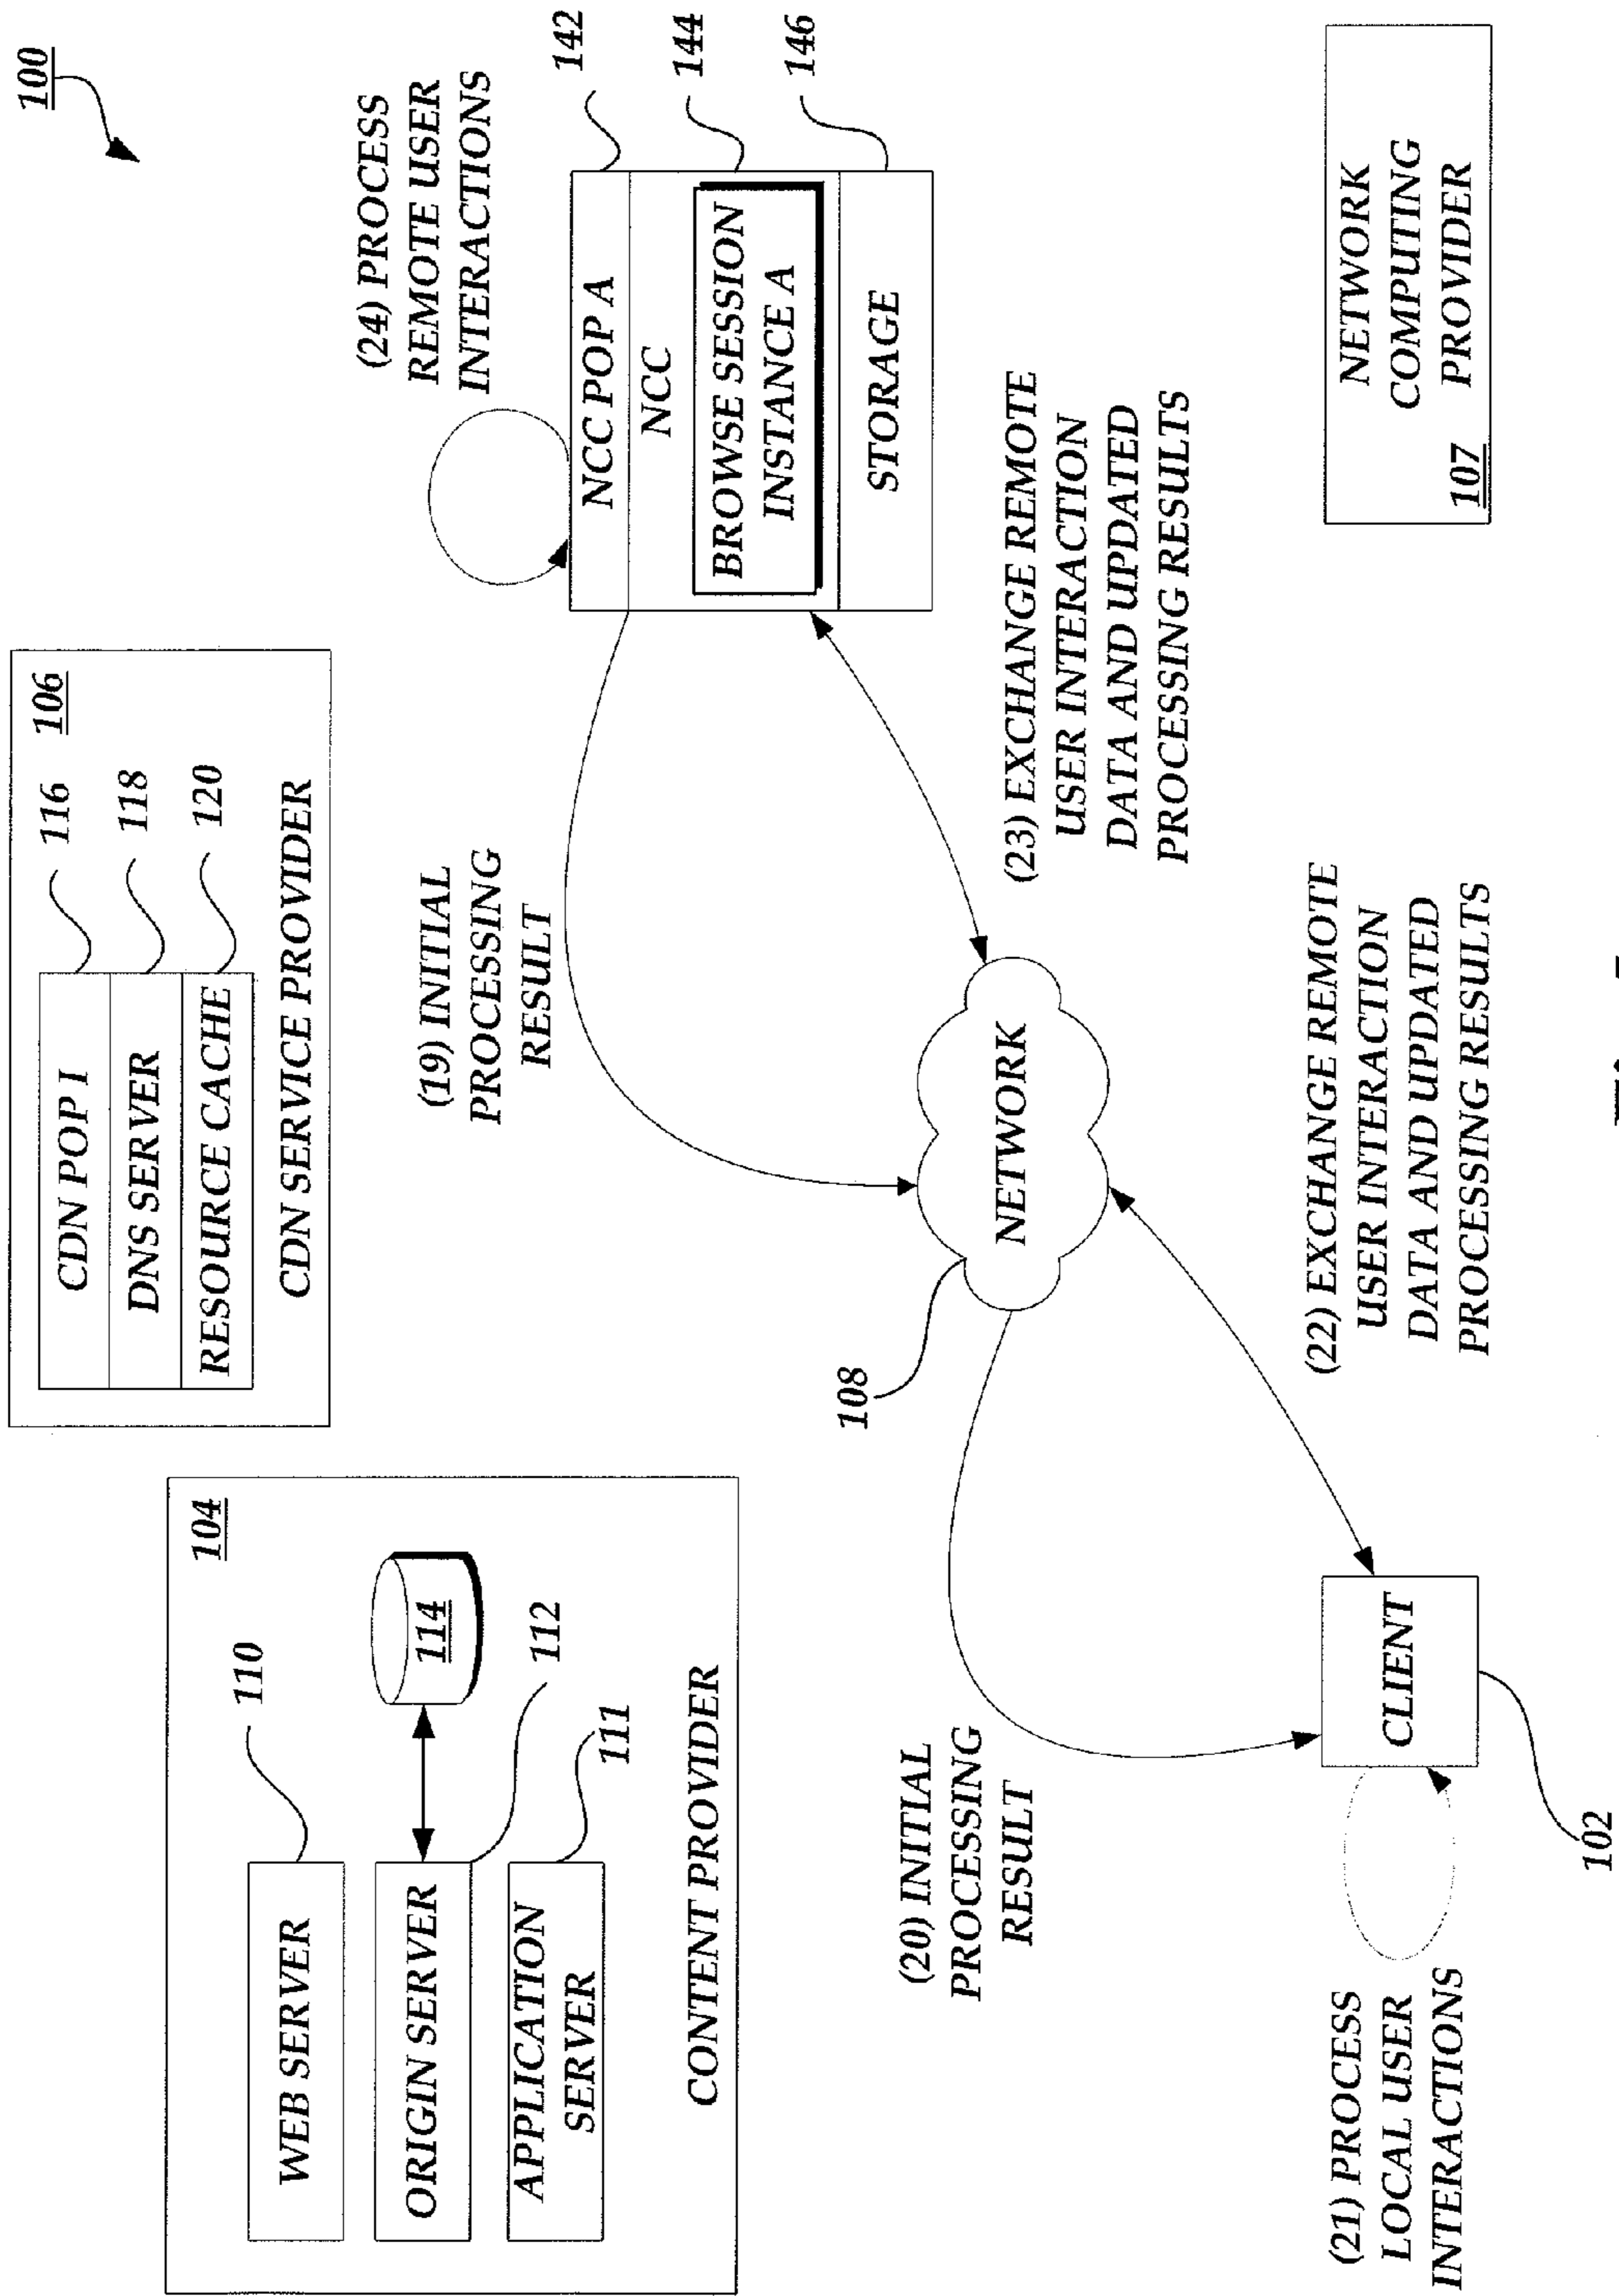 100
104
110
WEB SERVER
ORIGIN SERVER
114
112
APPLICATION
SERVER
111
CONTENT PROVIDER
106
CDN POP I
116
DNS SERVER
118
RESOURCE CACHE
120
CDN SERVICE PROVIDER
(24) PROCESS
REMOTE USER
INTERACTIONS
NCC POP A
142
NCC
144
BROWSE SESSION
INSTANCE A
STORAGE
146
(19) INITIAL
PROCESSING
RESULT
(20) INITIAL
PROCESSING
RESULT
108
NETWORK
(23) EXCHANGE REMOTE
USER INTERACTION
DATA AND UPDATED
PROCESSING RESULTS
(21) PROCESS
LOCAL USER
INTERACTIONS
CLIENT
102
(22) EXCHANGE REMOTE
USER INTERACTION
DATA AND UPDATED
PROCESSING RESULTS
NETWORK
COMPUTING
PROVIDER
107